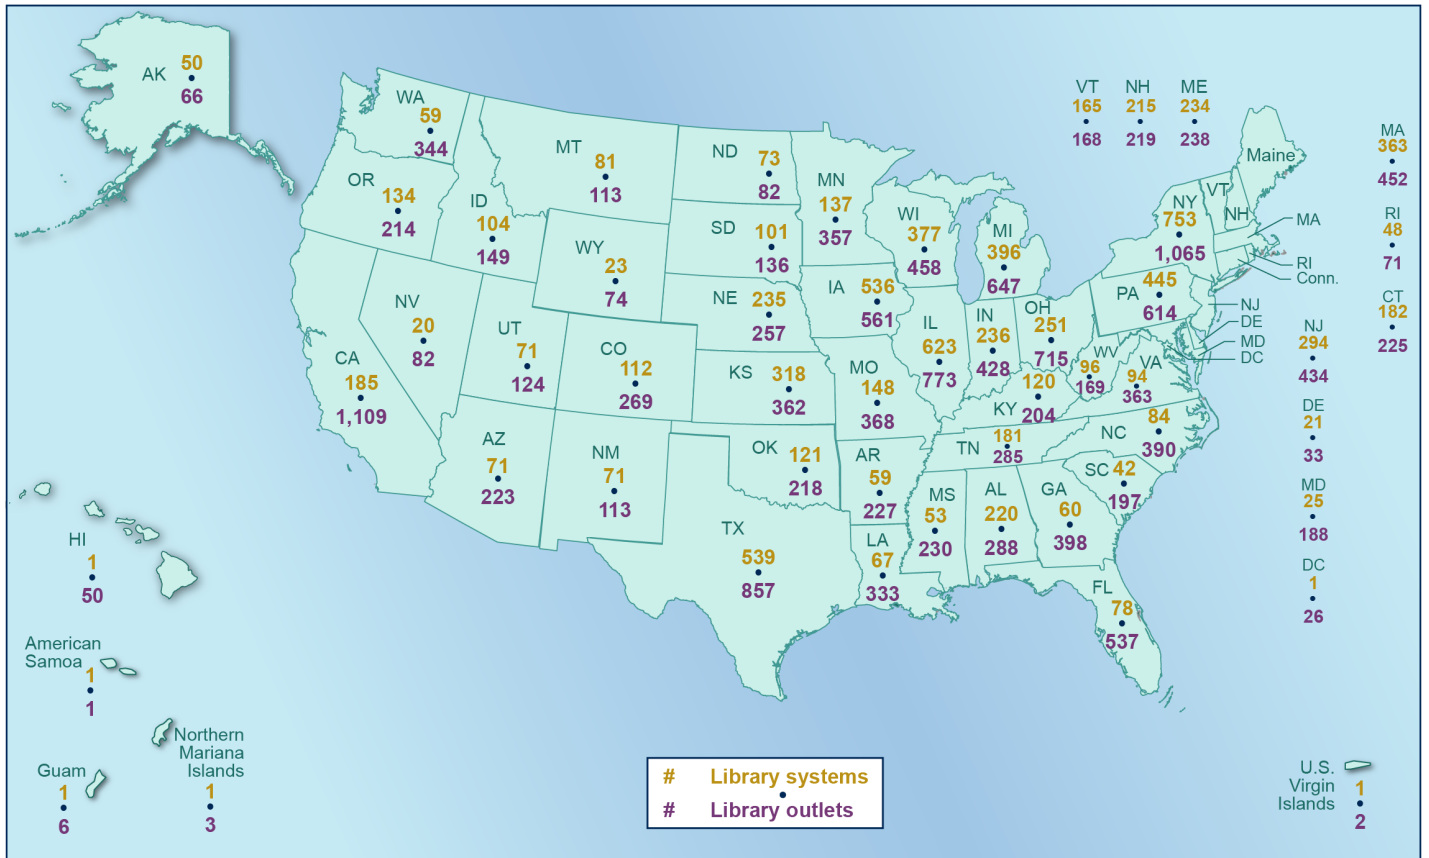 AK
50
66
WA
59
344
OR
134
214
ID
104
149
MT
81
113
WY
23
74
NV
20
82
UT
71
124
CA
185
1,109
CO
112
269
AZ
71
223
NM
71
113
ND
73
82
SD
101
136
NE
235
257
KS
318
362
OK
121
218
TX
539
857
MN
137
357
IA
536
561
MO
148
368
AR
59
227
LA
67
333
WI
377
458
IL
623
773
MI
396
647
IN
236
428
OH
251
715
KY
120
204
TN
181
285
MS
53
230
AL
220
288
GA
60
398
FL
78
537
SC
42
197
NC
84
390
VA
94
363
WV
96
169
PA
445
614
NY
753
1,065
VT
NH
Maine
MA
RI
Conn.
NJ
DE
MD
DC
VT
165
168
NH
215
219
ME
234
238
MA
363
452
RI
48
71
CT
182
225
NJ
294
434
DE
21
33
MD
25
188
DC
1
26
HI
1
50
American
Samoa
1
1
Northern
Mariana
Islands
1
3
Guam
1
6
# Library systems
# Library outlets
U.S.
Virgin
Islands
1
2